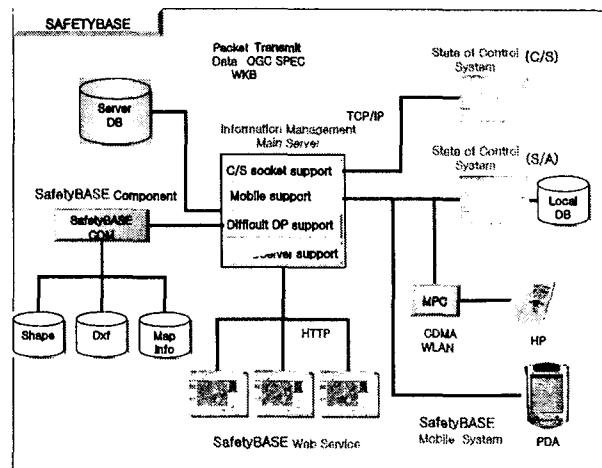 SAFETYBASE
Packet Transmit
Data OGC SPEC
WKB
State of Control (C/S)
System
Server
DB
TCP/IP
Information Management
Main Server
C/S socket support
State of Control
System (S/A)
Mobile support
SafetyBASE Component
Local
DB
SafetyBASE
COM
Difficult OP support
support
MPC
Shape
Dxf
Map
Info
HTTP
CDMA
WLAN
HP
SafetyBASE Web Service
SafetyBASE
Mobile System
PDA